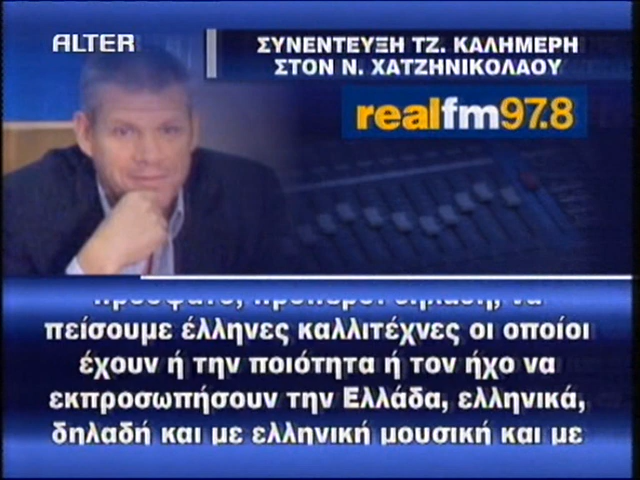 ALTER
ΣΥΝΕΝΤΕΥΞΗ ΤΖ. ΚΑΛΗΜΕΡΗ
ΣΤΟΝ Ν. ΧΑΤΖΗΝΙΚΟΛΑΟΥ
realfm97.8
πείσουμε έλληνες καλλιτέχνες οι οποίοι
έχουν ή την ποιότητα ή τον ήχο να
εκπροσωπήσουν την Ελλάδα, ελληνικά,
δηλαδή και με ελληνική μουσική και με